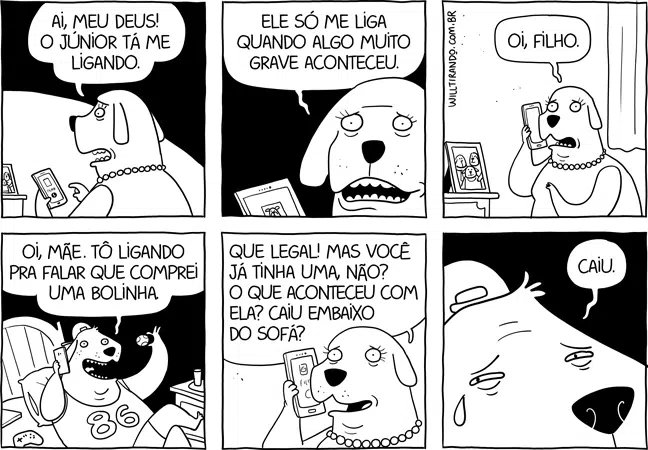 AI, MEU DEUS!
O JÚNIOR TÁ ME
LIGANDO.
ELE SÓ ME LIGA
QUANDO ALGO MUITO
GRAVE ACONTECEU.
OI, FILHO.
WILLTIRANDO.COM.BR
OI, MÃE. TÔ LIGANDO
PRA FALAR QUE COMPREI
UMA BOLINHA.
86
QUE LEGAL! MAS VOCÊ
JÁ TINHA UMA, NÃO?
O QUE ACONTECEU COM
ELA? CAIU EMBAIXO
DO SOFÁ?
CAIU.